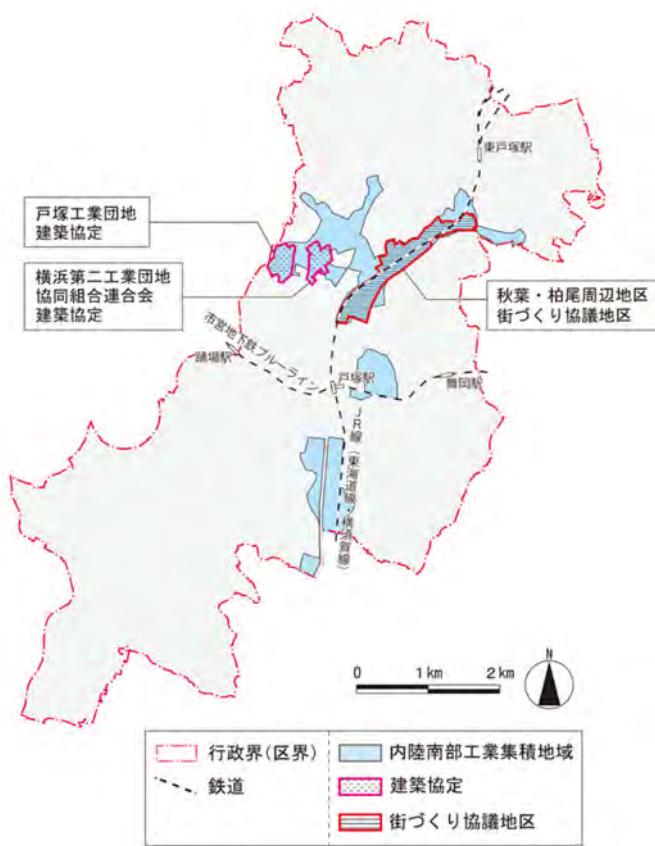 東戸塚駅
戸塚工業団地
建築協定
横浜第二工業団地
協同組合連合会
建築協定
秋葉・柏尾周辺地区
街づくり協議地区
市営地下鉄ブルーライン
踊場駅
戸塚駅
舞岡駅
JR線（東海道線・横須賀線）
0 1km 2km
N
行政界(区界)
鉄道
内陸南部工業集積地域
建築協定
街づくり協議地区